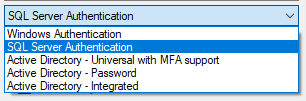 SQL Server Authentication
Windows Authentication
SQL Server Authentication
Active Directory - Universal with MFA support
Active Directory - Password
Active Directory - Integrated